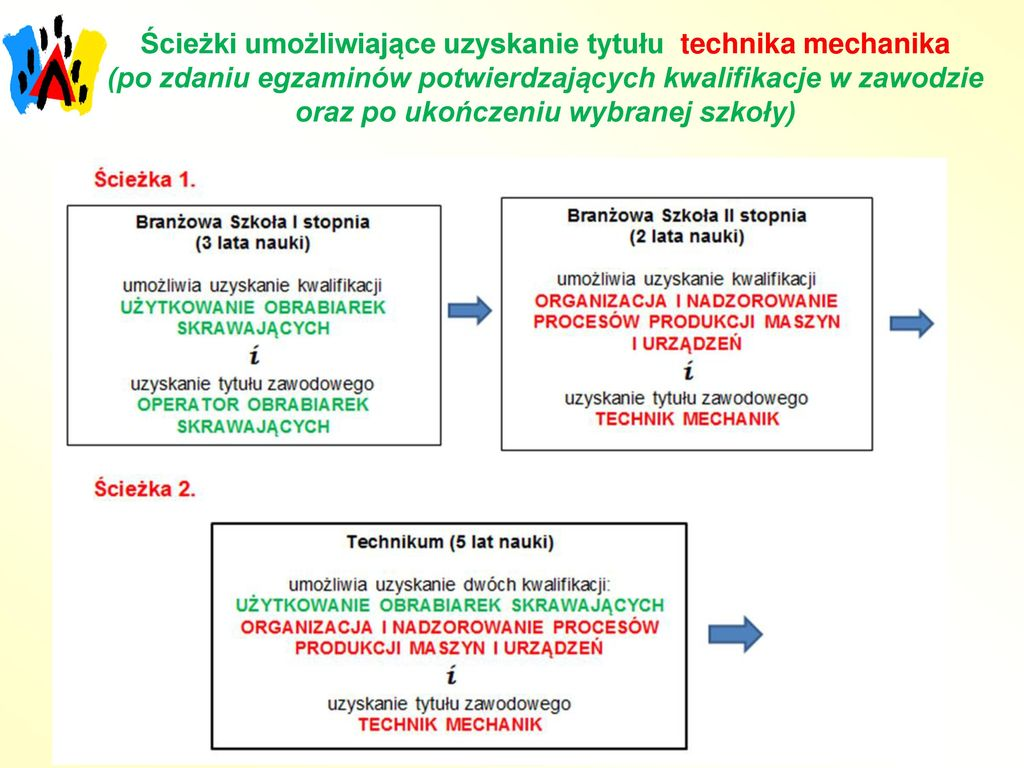 Ścieżki umożliwiające uzyskanie tytułu technika mechanika
(po zdaniu egzaminów potwierdzających kwalifikacje w zawodzie
oraz po ukończeniu wybranej szkoły)
Ścieżka 1.
Branżowa Szkoła I stopnia
(3 lata nauki)
umożliwia uzyskanie kwalifikacji
UŻYTKOWANIE OBRABIAREK
SKRAWAJĄCYCH
i
uzyskanie tytułu zawodowego
OPERATOR OBRABIAREK
SKRAWAJĄCYCH
Branżowa Szkoła II stopnia
(2 lata nauki)
umożliwia uzyskanie kwalifikacji
ORGANIZACJA I NADZOROWANIE
PROCESÓW PRODUKCJI MASZYN
I URZĄDZEŃ
i
uzyskanie tytułu zawodowego
TECHNIK MECHANIK
Ścieżka 2.
Technikum (5 lat nauki)
umożliwia uzyskanie dwóch kwalifikacji:
UŻYTKOWANIE OBRABIAREK SKRAWAJĄCYCH
ORGANIZACJA I NADZOROWANIE PROCESÓW
PRODUKCJI MASZYN I URZĄDZEŃ
i
uzyskanie tytułu zawodowego
TECHNIK MECHANIK